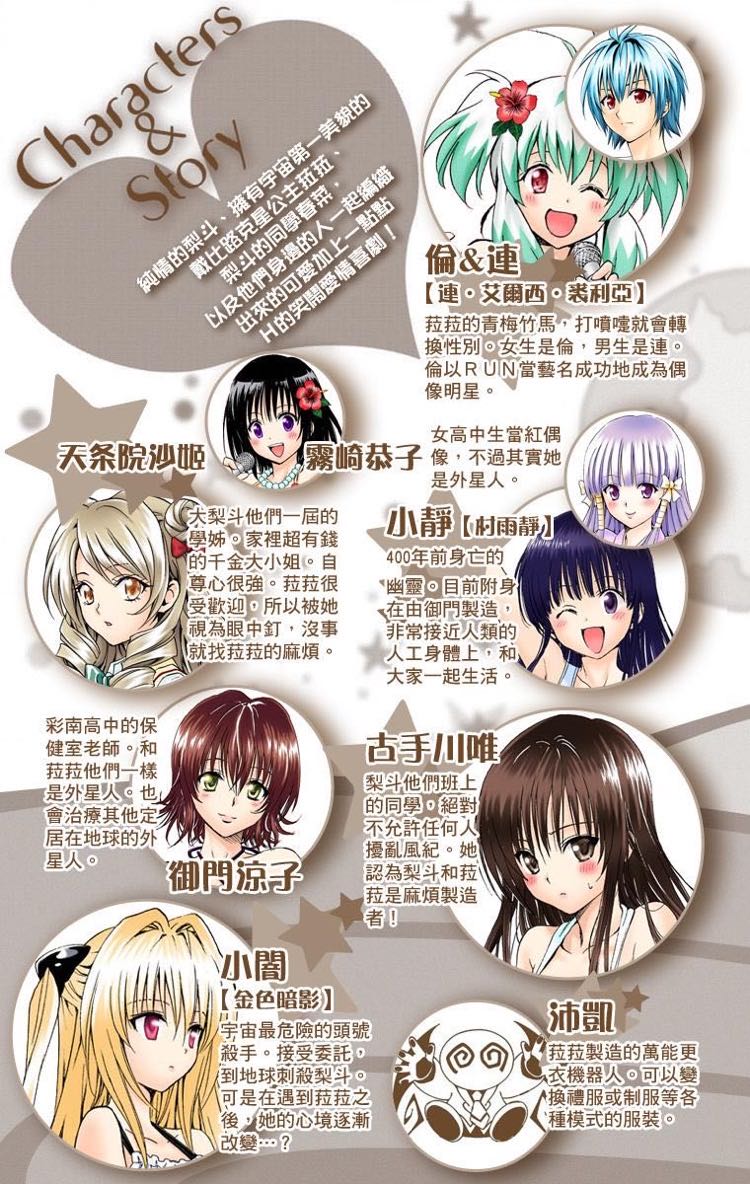 Characters
&
Story
純情的梨斗、擁有宇宙第一美貌的
戴比路克星公主菈菈、
梨斗的同學春菜，
以及他們身邊的人一起編織
出來的可愛加上一點點
H的笑鬧愛情喜劇！
倫&連
【連・艾爾西・裘利亞】
菈菈的青梅竹馬，打噴嚏就會轉
換性別。女生是倫，男生是連。
倫以RUN當藝名成功地成為偶
像明星。
霧崎恭子
女高中生當紅偶
像，不過其實她
是外星人。
天条院沙姬
大梨斗他們一屆的
學姊。家裡超有錢
的千金大小姐。自
尊心很強。菈菈很
受歡迎，所以被她
視為眼中釘，沒事
就找菈菈的麻煩。
小靜【村雨靜】
400年前身亡的
幽靈。目前附身
在由御門製造，
非常接近人類的
人工身體上，和
大家一起生活。
彩南高中的保
健室老師。和
菈菈他們一樣
是外星人。也
會治療其他定
居在地球的外
星人。
御門涼子
古手川唯
梨斗他們班上
的同學，絕對
不允許任何人
擾亂風紀。她
認為梨斗和菈
菈是麻煩製造
者！
小闇
【金色暗影】
宇宙最危險的頭號
殺手。接受委託，
到地球刺殺梨斗。
可是在遇到菈菈之
後，她的心境逐漸
改變…？
沛凱
菈菈製造的萬能更
衣機器人。可以變
換禮服或制服等各
種模式的服裝。